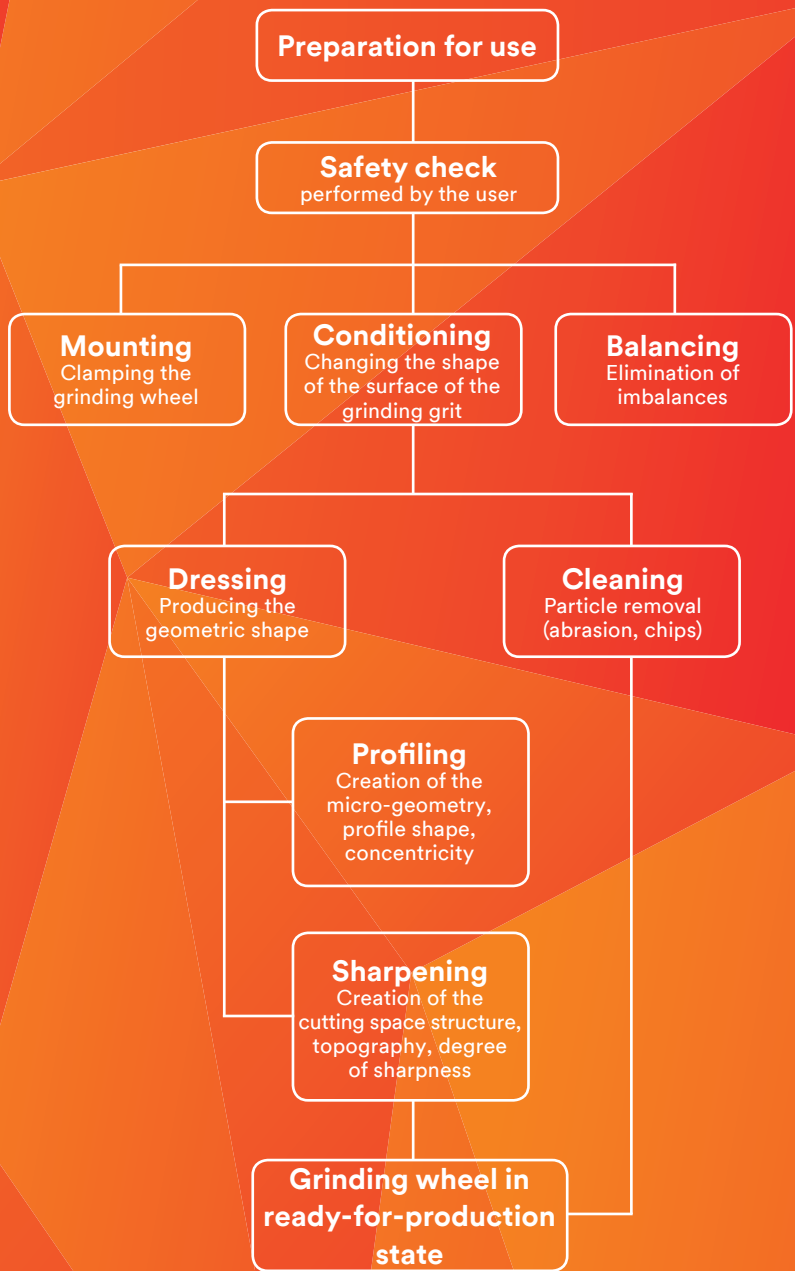 Preparation for use
Safety check
performed by the user
Mounting
Clamping the
grinding wheel
Conditioning
Changing the shape
of the surface of the
grinding grit
Balancing
Elimination of
imbalances
Dressing
Producing the
geometric shape
Cleaning
Particle removal
(abrasion, chips)
Profiling
Creation of the
micro-geometry,
profile shape,
concentricity
Sharpening
Creation of the
cutting space structure,
topography, degree
of sharpness
Grinding wheel in
ready-for-production
state